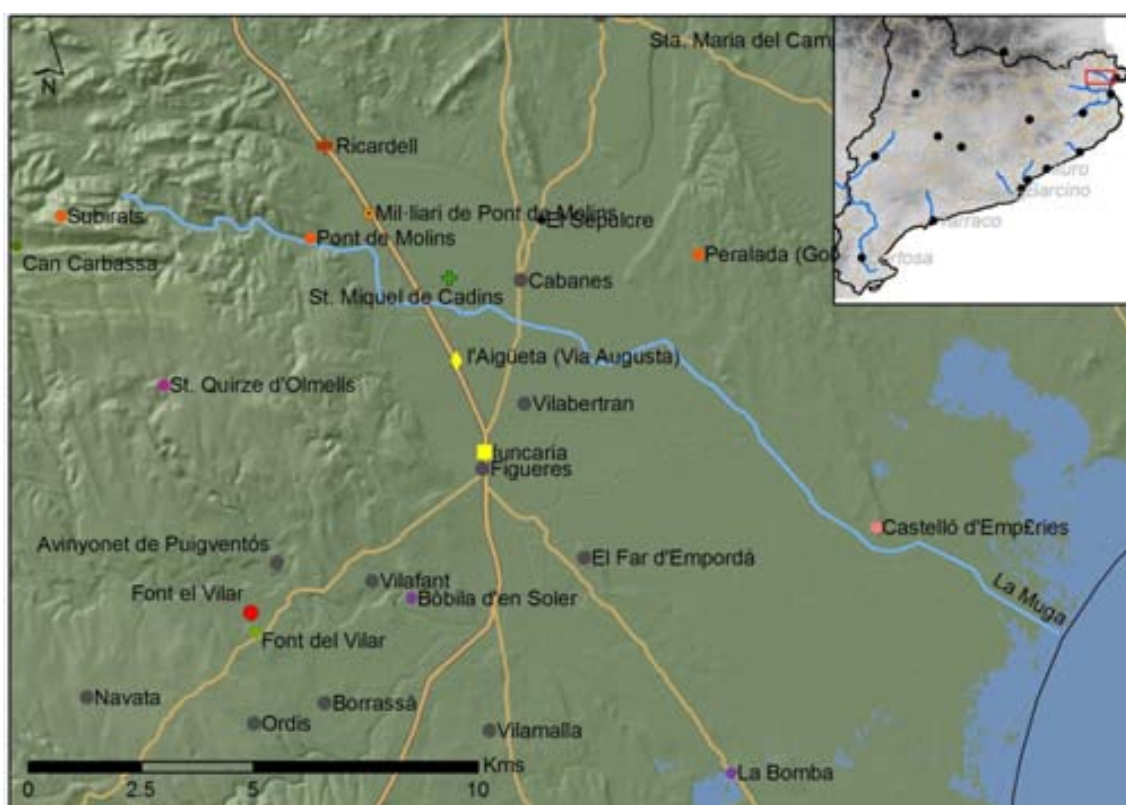 Sta. Maria del Cam
N
Ricardell
Subirats
Mil·liari de Pont de Molins
El Sepulcre
Pont de Molins
Can Carbassa
Peralada (Go
Cabanes
St. Miquel de Cadins
l'Aigüeta (Via Augusta)
St. Quirze d'Olmells
Vilabertran
Iuncaria
Figueres
Castelló d'Emp£ries
Avinyonet de Puigventós
El Far d'Empordà
Vilafant
Font el Vilar
Bòbila d'en Soler
La Muga
Font del Vilar
Navata
Borrassà
Ordis
Vilamalla
Kms
La Bomba
0 2.5 5 10
Barcino
Tarraco